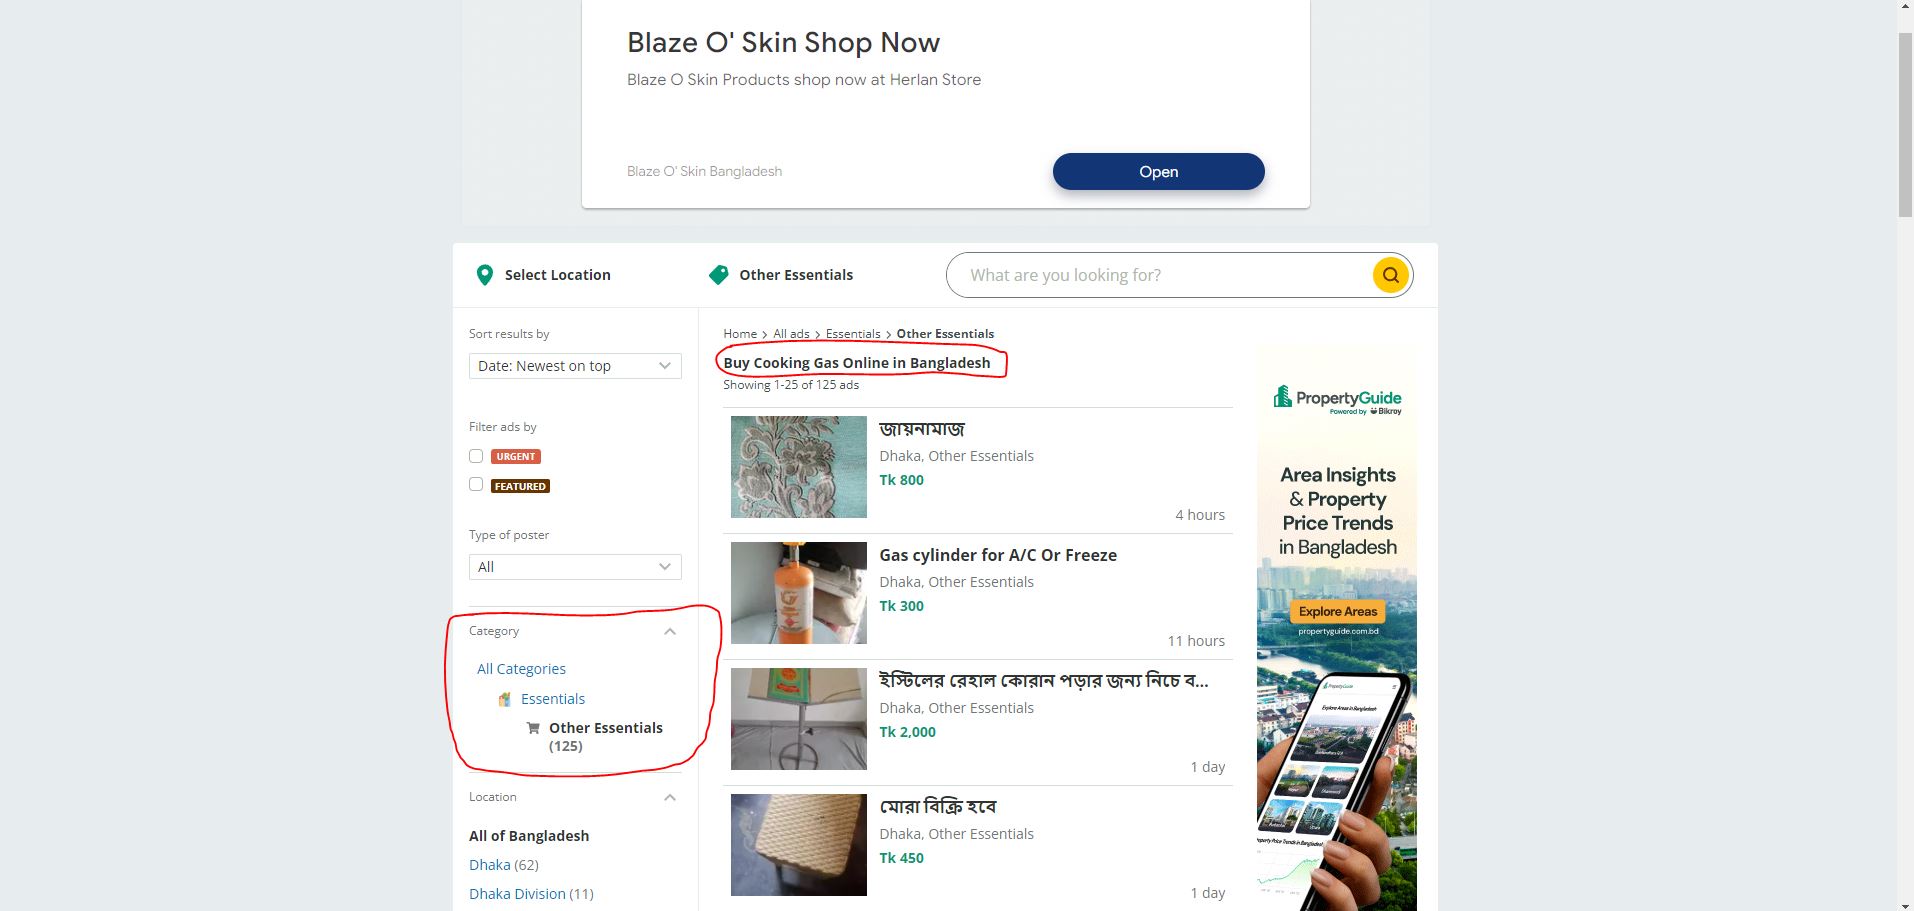 Blaze O' Skin Shop Now
Blaze O Skin Products shop now at Herlan Store
Blaze O' Skin Bangladesh
Open
Select Location
Other Essentials
What are you looking for?
Sort results by
Date: Newest on top
Filter ads by
URGENT
FEATURED
Type of poster
All
Category
All Categories
Essentials
Other Essentials
(125)
Location
All of Bangladesh
Dhaka (62)
Dhaka Division (11)
Home > All ads > Essentials > Other Essentials
Buy Cooking Gas Online in Bangladesh
Showing 1-25 of 125 ads
জায়নামাজ
Dhaka, Other Essentials
Tk 800
4 hours
Gas cylinder for A/C Or Freeze
Dhaka, Other Essentials
Tk 300
11 hours
ইস্টিলের রেহাল কোরান পড়ার জন্য নিচে ব...
Dhaka, Other Essentials
Tk 2,000
1 day
মোরা বিক্রি হবে
Dhaka, Other Essentials
Tk 450
1 day
PropertyGuide
Powered by Bikroy
Area Insights
& Property
Price Trends
in Bangladesh
Explore Areas
propertyguide.com.bd
PropertyGuide
Explore Areas in Bangladesh